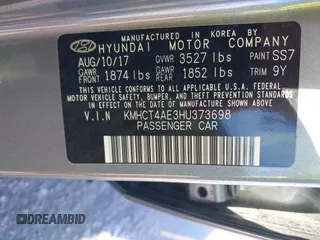 MANUFACTURED IN KOREA BY
HYUNDAI MOTOR COMPANY
AUG/10/17 GVWR 3527 lbs PAINT SS7
GAWR FRONT 1874 lbs GAWR REAR 1852 lbs TRIM 9Y
THIS VEHICLE CONFORMS TO ALL APPLICABLE U.S. FEDERAL MOTOR VEHICLE SAFETY, BUMPER, AND THEFT PREVENTION STANDARDS IN EFFECT ON THE DATE OF MANUFACTURE SHOWN ABOVE.
V.I.N KMHCT4AE3HU373698
PASSENGER CAR
DREAMBID